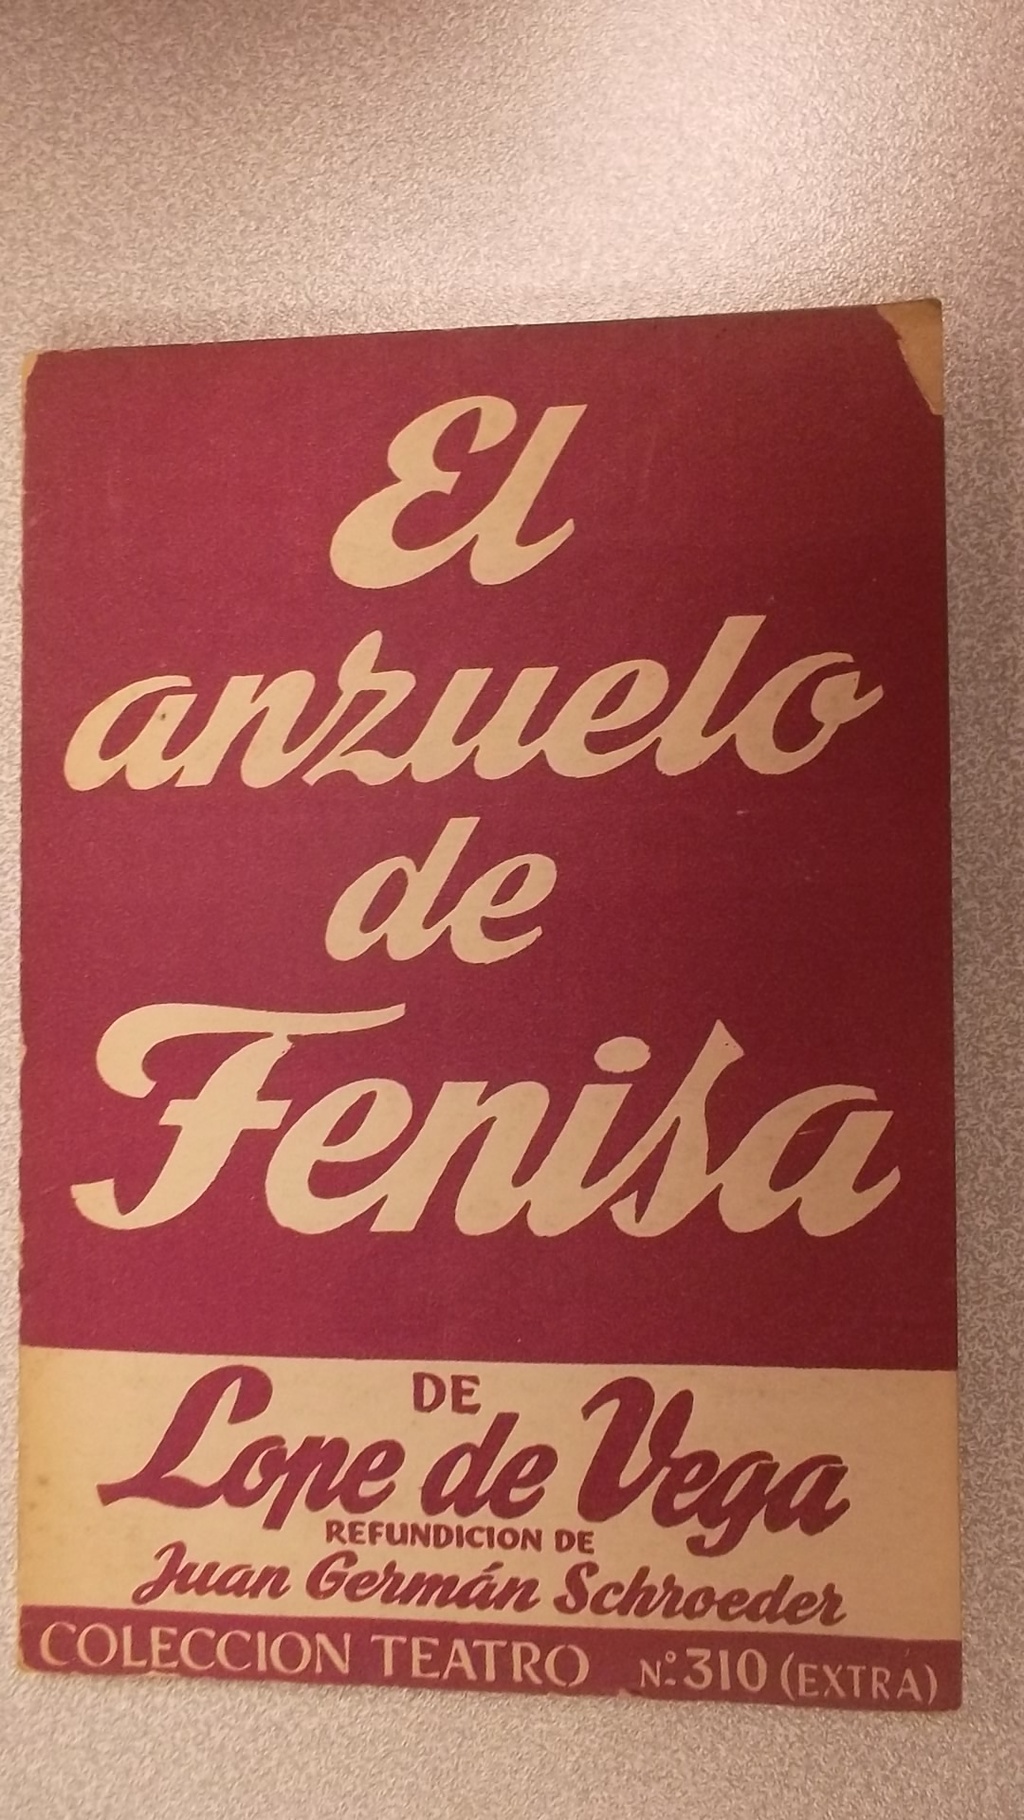 El
anzuelo
de
Fenisa
DE
Lope de Vega
REFUNDICION DE
Juan Germán Schroeder
COLECCION TEATRO Nº 310 (EXTRA)